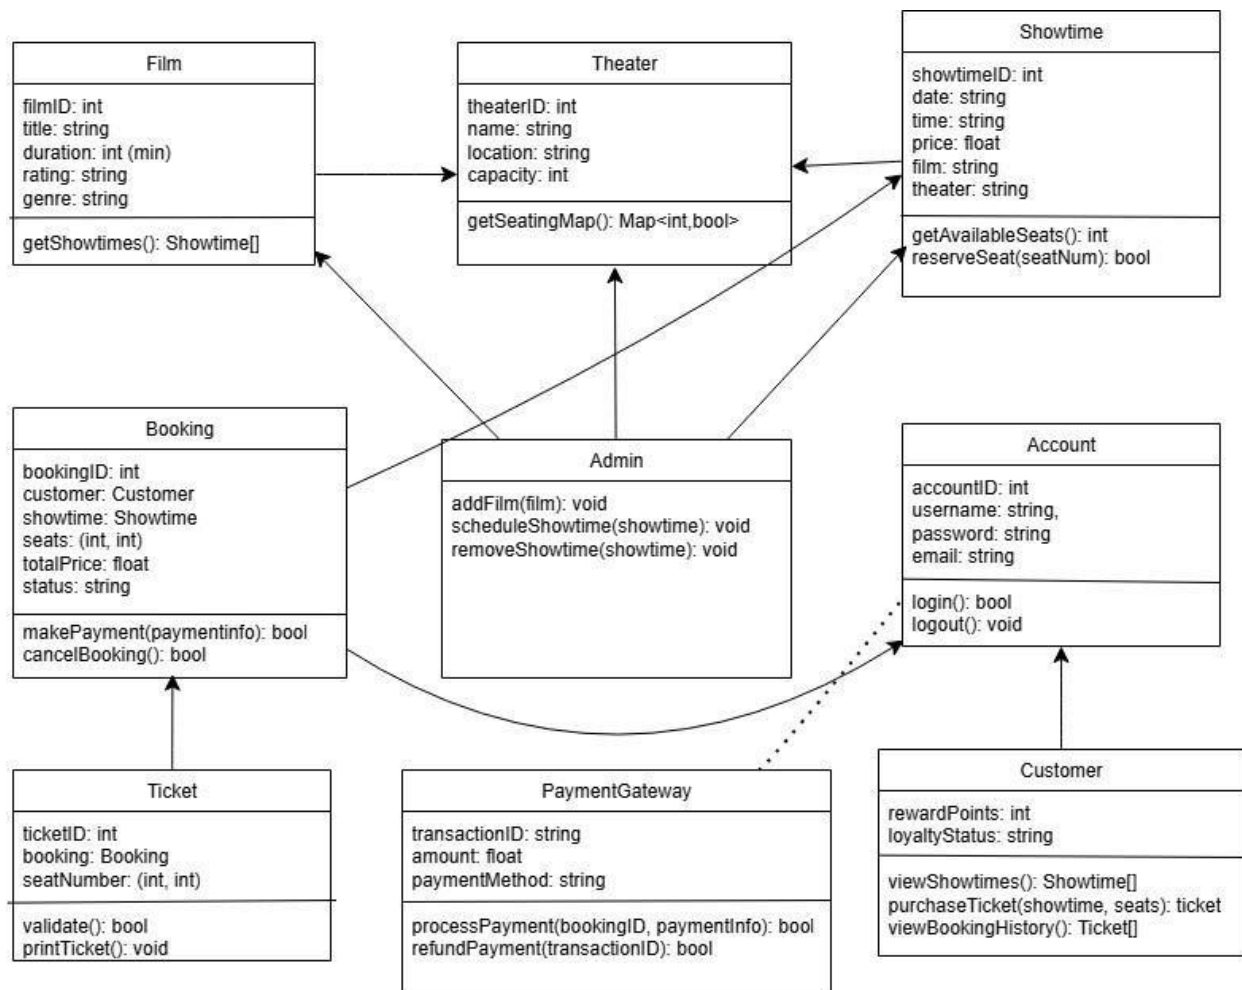 Film
filmID: int
title: string
duration: int (min)
rating: string
genre: string
getShowtimes(): Showtime[]
Theater
theaterID: int
name: string
location: string
capacity: int
getSeatingMap(): Map<int,bool>
Showtime
showtimeID: int
date: string
time: string
price: float
film: string
theater: string
getAvailableSeats(): int
reserveSeat(seatNum): bool
Booking
bookingID: int
customer: Customer
showtime: Showtime
seats: (int, int)
totalPrice: float
status: string
makePayment(paymentinfo): bool
cancelBooking(): bool
Admin
addFilm(film): void
scheduleShowtime(showtime): void
removeShowtime(showtime): void
Account
accountID: int
username: string,
password: string
email: string
login(): bool
logout(): void
Ticket
ticketID: int
booking: Booking
seatNumber: (int, int)
validate(): bool
printTicket(): void
PaymentGateway
transactionID: string
amount: float
paymentMethod: string
processPayment(bookingID, paymentInfo): bool
refundPayment(transactionID): bool
Customer
rewardPoints: int
loyaltyStatus: string
viewShowtimes(): Showtime[]
purchaseTicket(showtime, seats): ticket
viewBookingHistory(): Ticket[]